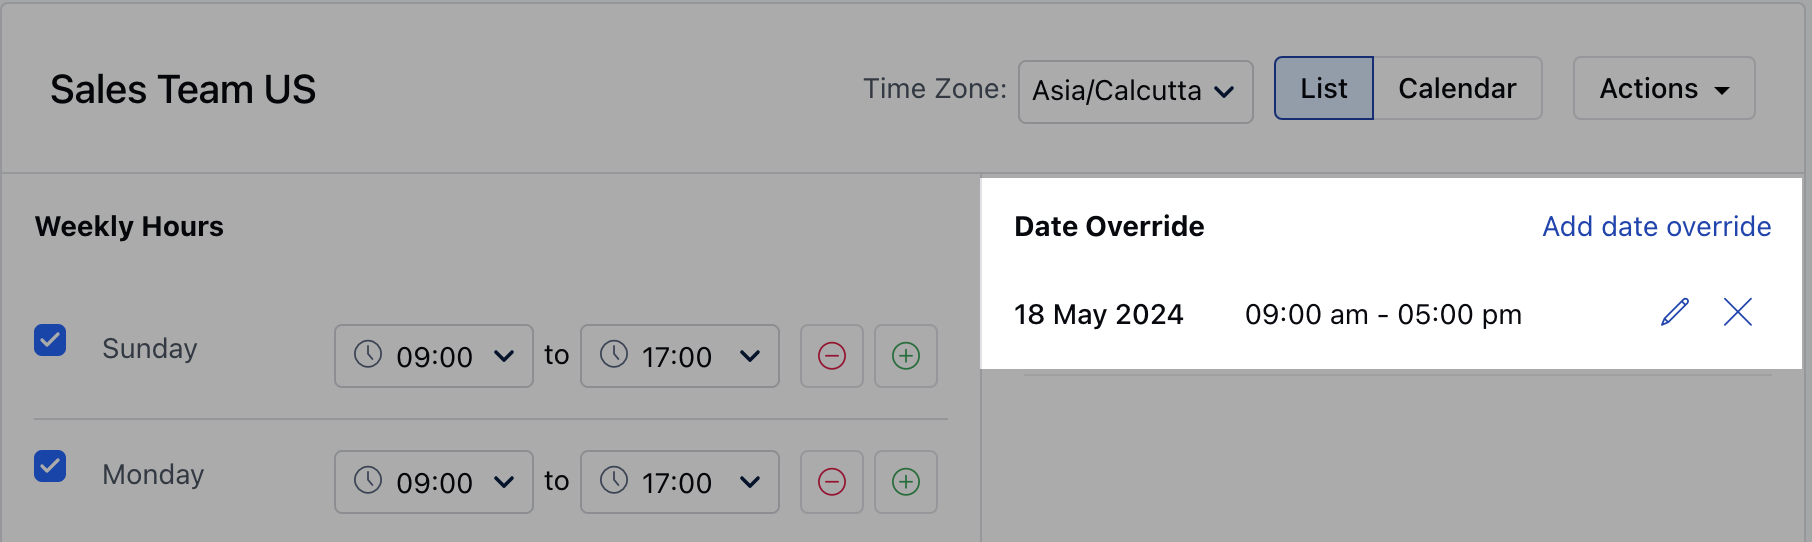 Sales Team US
Time Zone: Asia/Calcutta List Calendar Actions
Weekly Hours
Sunday 09:00 to 17:00
Monday 09:00 to 17:00
Date Override Add date override
18 May 2024 09:00 am - 05:00 pm